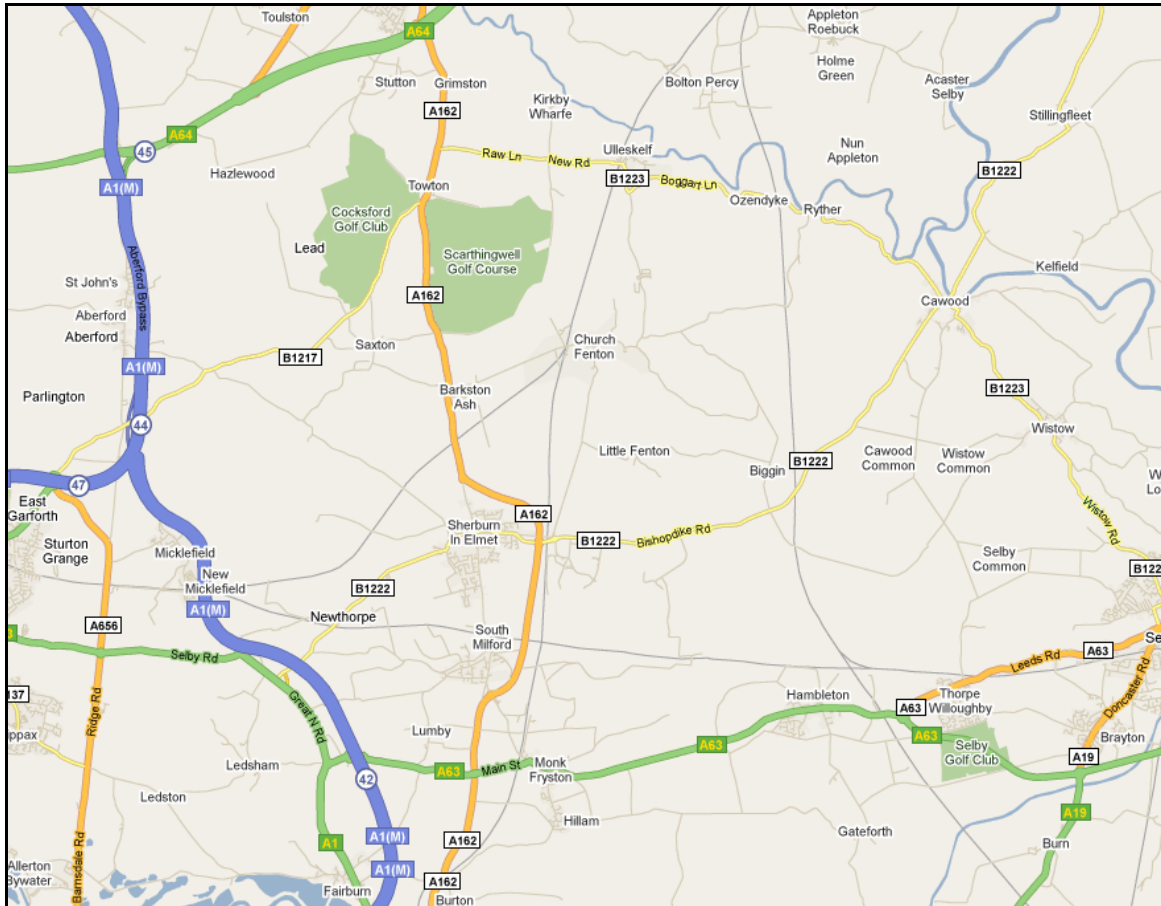 Toulston
A64
Appleton
Roebuck
Stutton
Grimston
Bolton Percy
Holme
Green
Acaster
Selby
Kirkby
Wharfe
A162
Stillingfleet
A64
45
Raw Ln
New Rd
Ulleskelf
Nun
Appleton
Hazlewood
A1(M)
Towton
B1223
Boggart Ln
B1222
Cocksford
Golf Club
Ozendyke
Ryther
Lead
Scarthingwell
Golf Course
Aberford Bypass
St John's
A162
Kelfield
Aberford
Aberford
Cawood
Saxton
B1217
Church
Fenton
A1(M)
Parlington
Barkston
Ash
B1223
44
Wistow
Little Fenton
Biggin
B1222
Cawood
Common
Wistow
Common
W
Lo
47
East
Garforth
A162
Sherburn
In Elmet
B1222
Bishopdike Rd
Wistow Rd
Sturton
Grange
Micklefield
Selby
Common
B122
New
Micklefield
B1222
A1(M)
Newthorpe
A656
South
Milford
Selby Rd
Leeds Rd
A63
Se
137
Ridge Rd
Great N Rd
Hambleton
Thorpe
Willoughby
Doncaster Rd
A63
ippax
Lumby
A63
A63
Selby
Golf Club
Brayton
A19
Ledsham
42
A63
Main St
Monk
Fryston
Ledston
Hillam
A19
Gateforth
A1
A1(M)
A162
Burn
Allerton
Bywater
Barnsdale Rd
A1(M)
Fairburn
A162
Burton